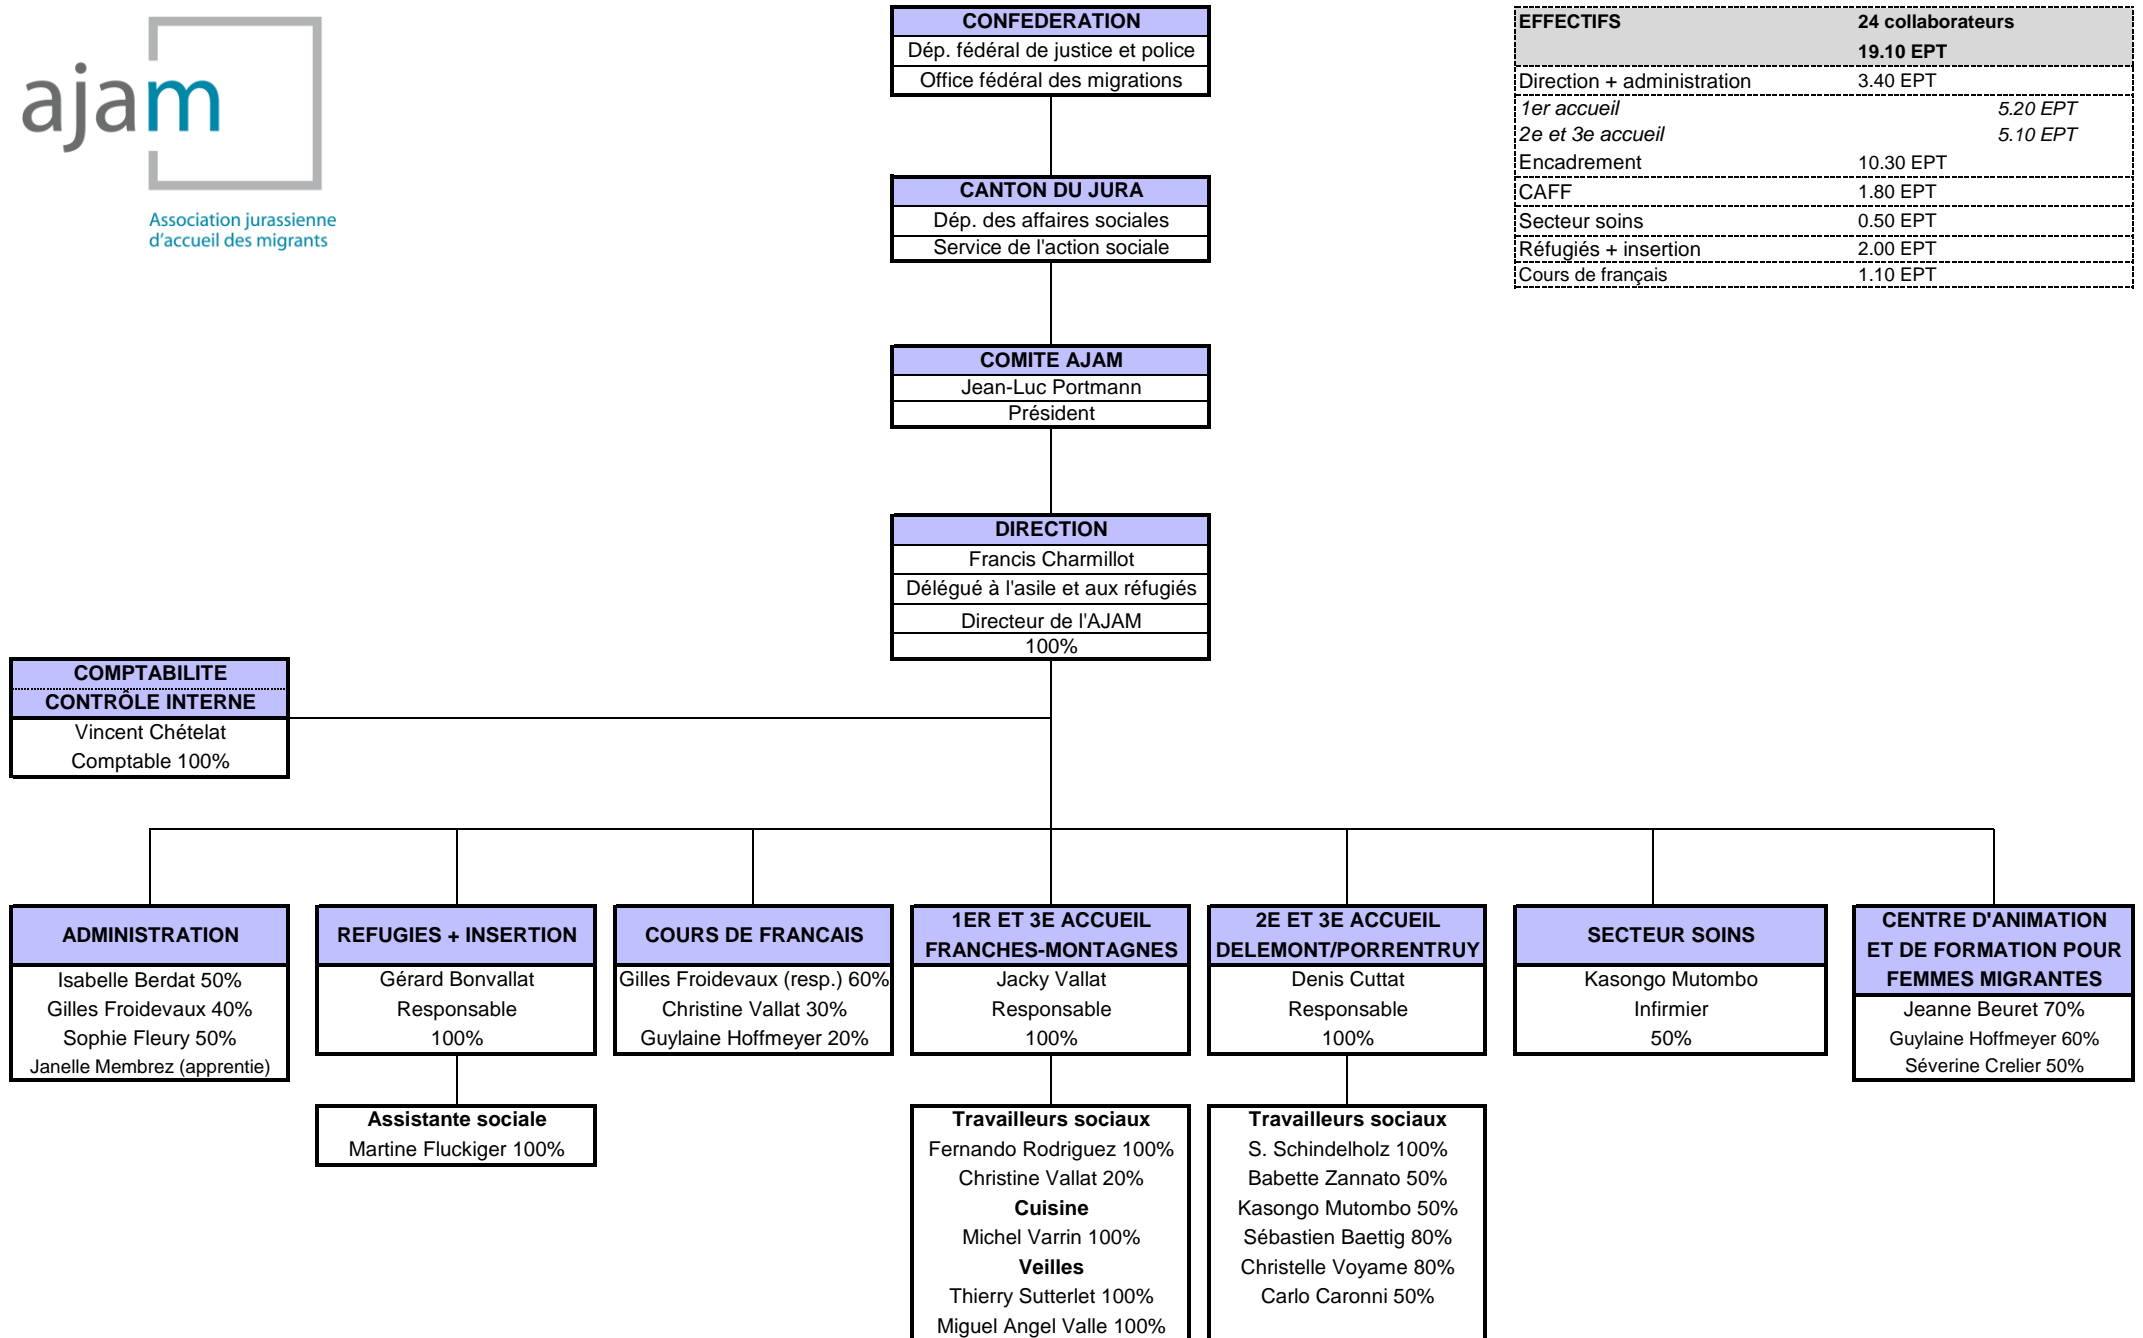 ajam
Association jurassienne
d'accueil des migrants
CONFEDERATION
Dép. fédéral de justice et police
Office fédéral des migrations
EFFECTIFS 24 collaborateurs
19.10 EPT
Direction + administration 3.40 EPT
1er accueil 5.20 EPT
2e et 3e accueil 5.10 EPT
Encadrement 10.30 EPT
CAFF 1.80 EPT
Secteur soins 0.50 EPT
Réfugiés + insertion 2.00 EPT
Cours de français 1.10 EPT
CANTON DU JURA
Dép. des affaires sociales
Service de l'action sociale
COMITE AJAM
Jean-Luc Portmann
Président
DIRECTION
Francis Charmillot
Délégué à l'asile et aux réfugiés
Directeur de l'AJAM
100%
COMPTABILITE
CONTRÔLE INTERNE
Vincent Chételat
Comptable 100%
ADMINISTRATION
Isabelle Berdat 50%
Gilles Froidevaux 40%
Sophie Fleury 50%
Janelle Membrez (apprentie)
REFUGIES + INSERTION
Gérard Bonvallat
Responsable
100%
Assistante sociale
Martine Fluckiger 100%
COURS DE FRANCAIS
Gilles Froidevaux (resp.) 60%
Christine Vallat 30%
Guylaine Hoffmeyer 20%
1ER ET 3E ACCUEIL
FRANCHES-MONTAGNES
Jacky Vallat
Responsable
100%
Travailleurs sociaux
Fernando Rodriguez 100%
Christine Vallat 20%
Cuisine
Michel Varrin 100%
Veilles
Thierry Sutterlet 100%
Miguel Angel Valle 100%
2E ET 3E ACCUEIL
DELEMONT/PORRENTRUY
Denis Cuttat
Responsable
100%
Travailleurs sociaux
S. Schindelholz 100%
Babette Zannato 50%
Kasongo Mutombo 50%
Sébastien Baettig 80%
Christelle Voyame 80%
Carlo Caronni 50%
SECTEUR SOINS
Kasongo Mutombo
Infirmier
50%
CENTRE D'ANIMATION
ET DE FORMATION POUR
FEMMES MIGRANTES
Jeanne Beuret 70%
Guylaine Hoffmeyer 60%
Séverine Crelier 50%